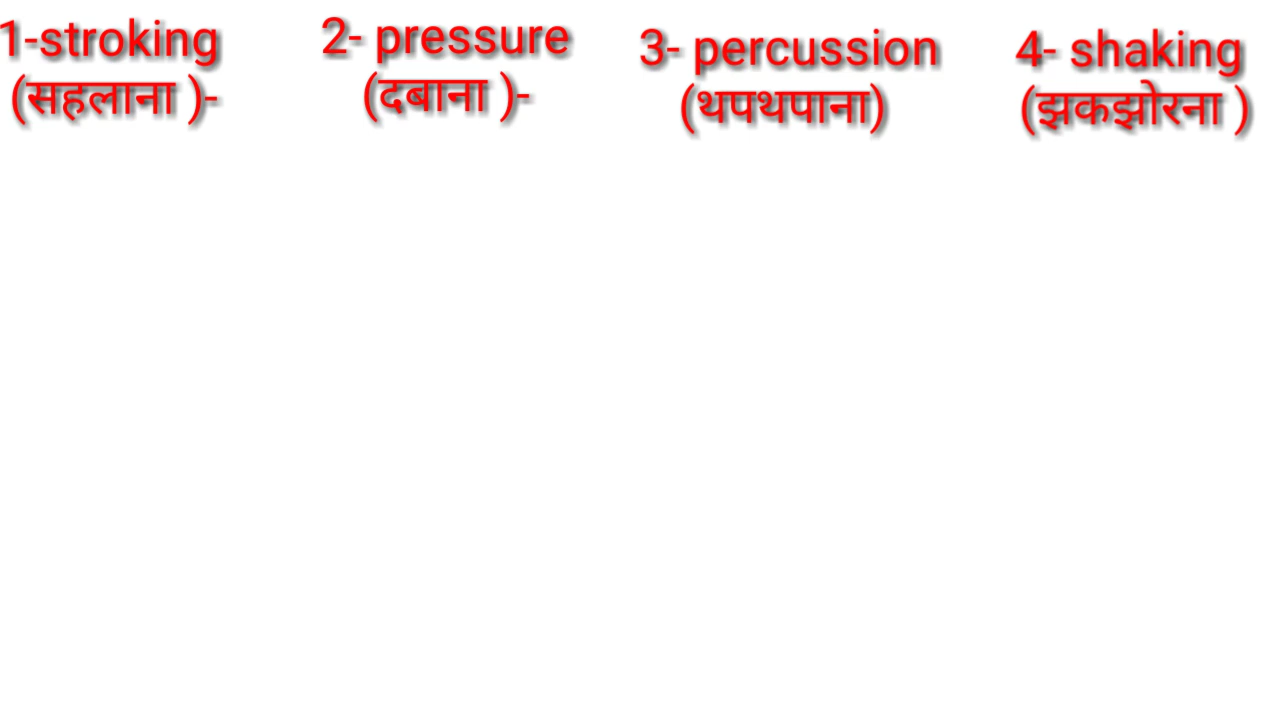 1-stroking
(सहलाना )-
2- pressure
(दबाना )-
3- percussion
(थपथपाना)
4- shaking
(झकझोरना )